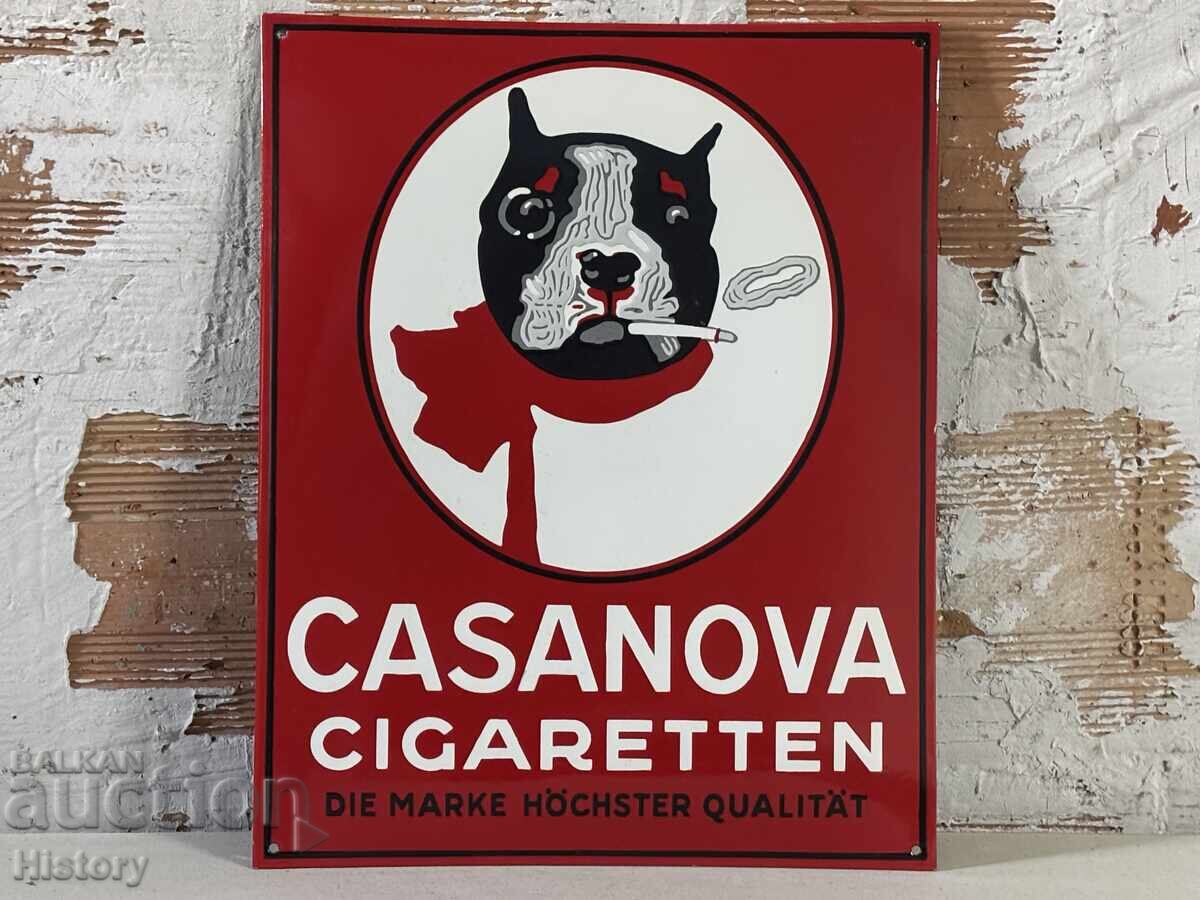 CASANOVA
CIGARETTEN
DIE MARKE HÖCHSTER QUALITÄT
BALKAN
auction
History